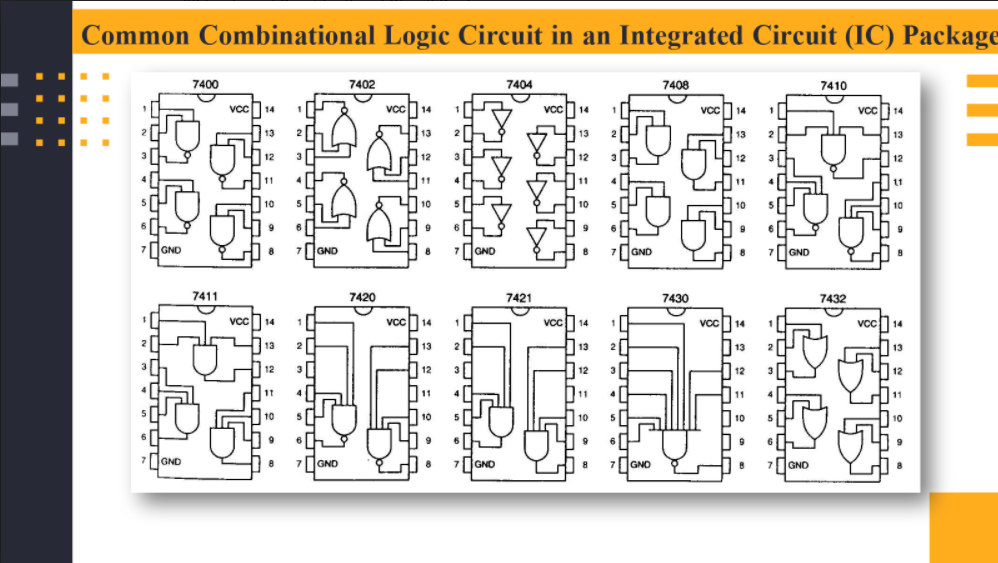 Common Combinational Logic Circuit in an Integrated Circuit (IC) Package
7400 7402 7404 7408 7410
1 VCC 14 1 VCC 14 1 VCC 14 1 VCC 14 1 VCC 14
2 13 2 13 2 13 2 13 2 13
3 12 3 12 3 12 3 12 3 12
4 11 4 11 4 11 4 11 4 11
5 10 5 10 5 10 5 10 5 10
6 9 6 9 6 9 6 9 6 9
7 GND 8 7 GND 8 7 GND 8 7 GND 8 7 GND 8
7411 7420 7421 7430 7432
1 VCC 14 1 VCC 14 1 VCC 14 1 VCC 14 1 VCC 14
2 13 2 13 2 13 2 13 2 13
3 12 3 12 3 12 3 12 3 12
4 11 4 11 4 11 4 11 4 11
5 10 5 10 5 10 5 10 5 10
6 9 6 9 6 9 6 9 6 9
7 GND 8 7 GND 8 7 GND 8 7 GND 8 7 GND 8